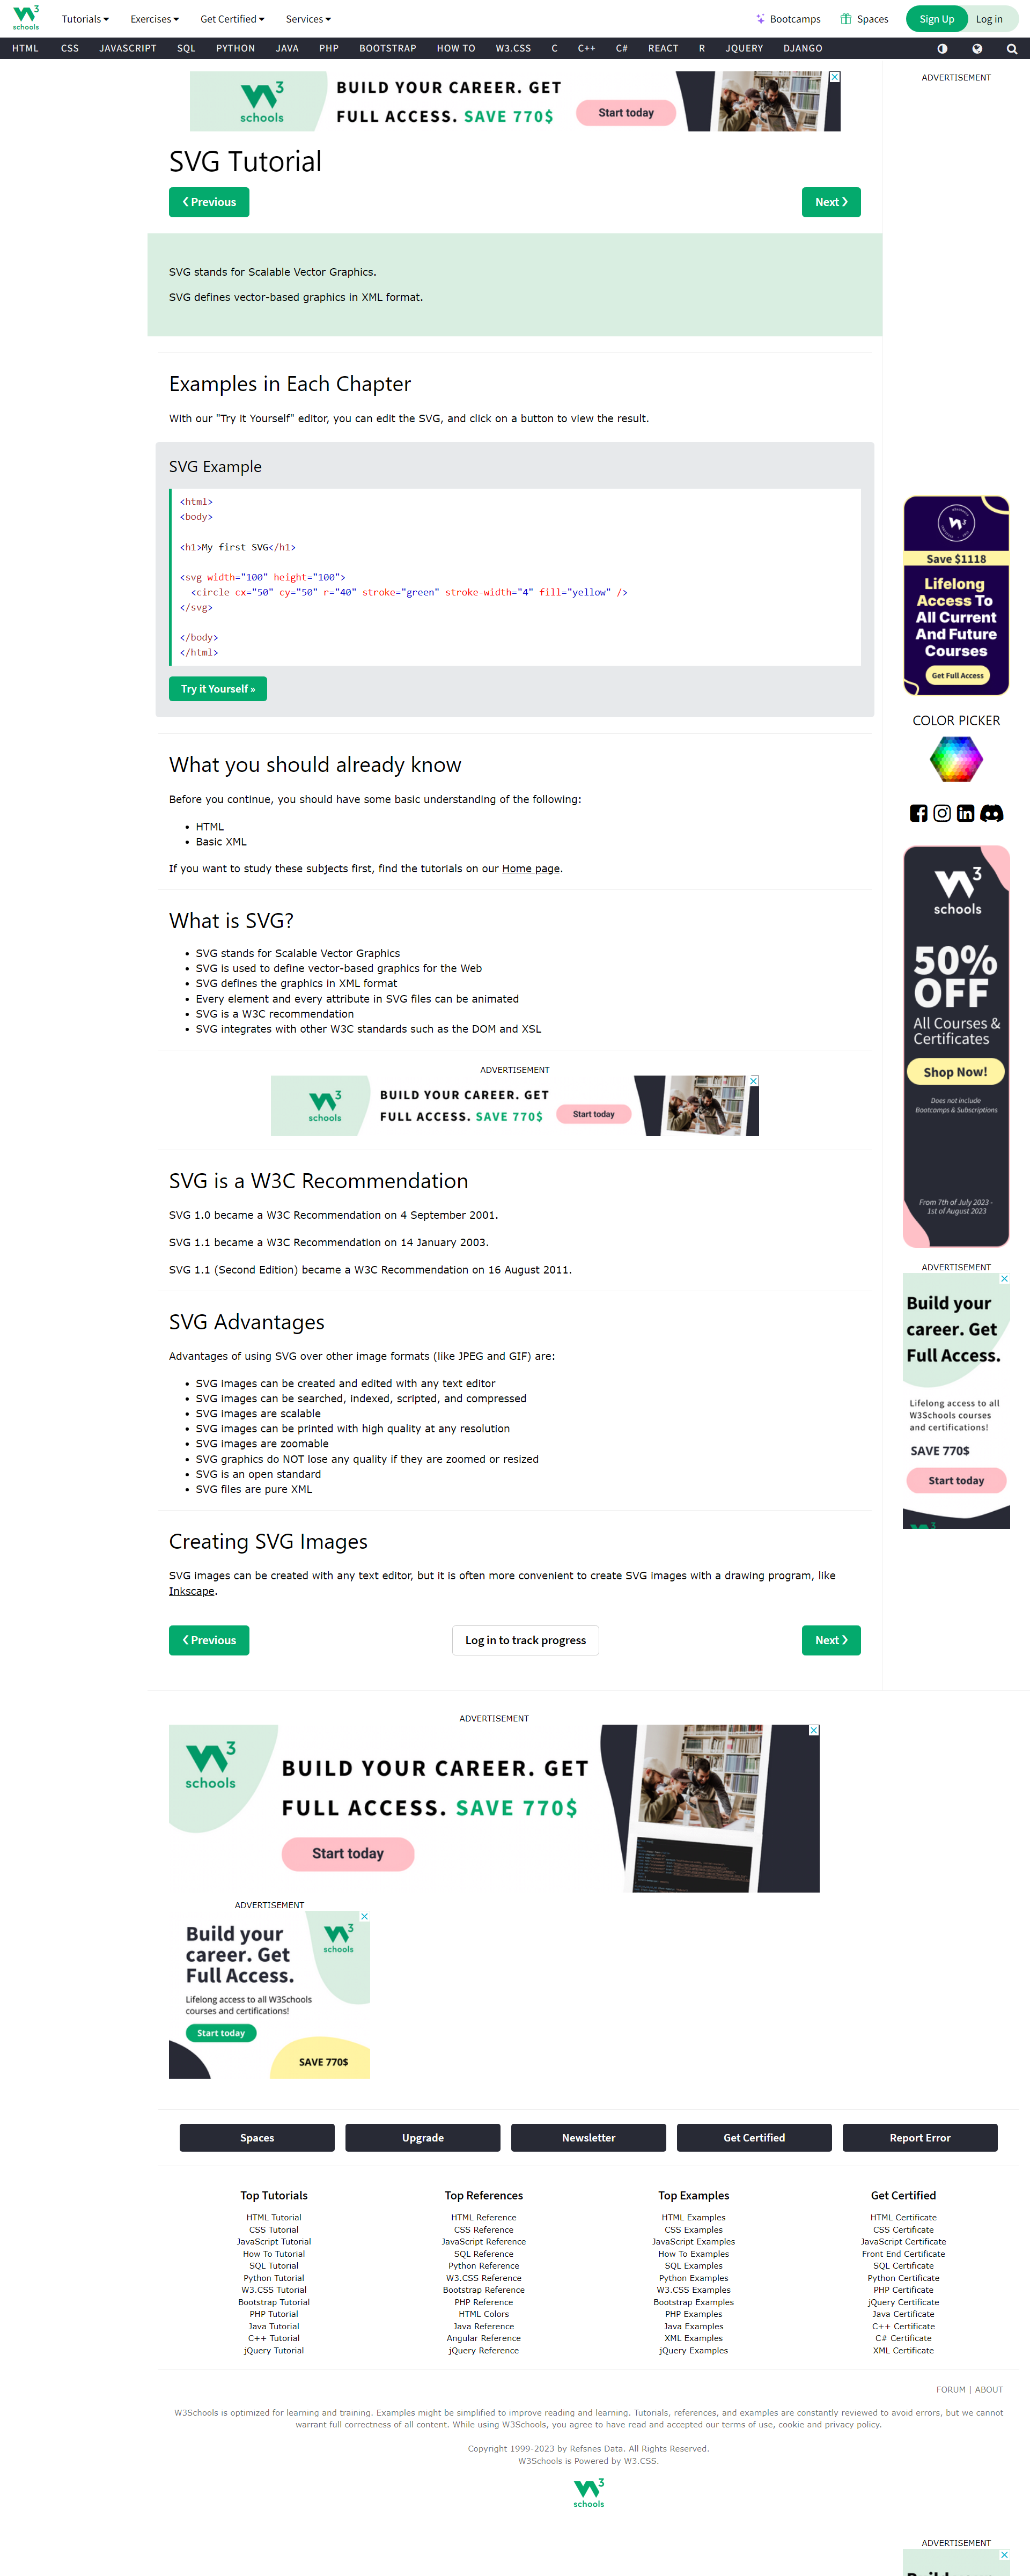 W3 schools
Tutorials Exercises Get Certified Services Bootcamps Spaces Sign Up Log in
HTML CSS JAVASCRIPT SQL PYTHON JAVA PHP BOOTSTRAP HOW TO W3.CSS C C++ C# REACT R JQUERY DJANGO
W3 schools
BUILD YOUR CAREER. GET
FULL ACCESS. SAVE 770$
Start today
SVG Tutorial
❮ Previous
Next ❯
SVG stands for Scalable Vector Graphics.
SVG defines vector-based graphics in XML format.
Examples in Each Chapter
With our "Try it Yourself" editor, you can edit the SVG, and click on a button to view the result.
SVG Example
<html>
<body>
<h1>My first SVG</h1>
<svg width="100" height="100">
<circle cx="50" cy="50" r="40" stroke="green" stroke-width="4" fill="yellow" />
</svg>
</body>
</html>
Try it Yourself »
What you should already know
Before you continue, you should have some basic understanding of the following:
• HTML
• Basic XML
If you want to study these subjects first, find the tutorials on our Home page.
What is SVG?
• SVG stands for Scalable Vector Graphics
• SVG is used to define vector-based graphics for the Web
• SVG defines the graphics in XML format
• Every element and every attribute in SVG files can be animated
• SVG is a W3C recommendation
• SVG integrates with other W3C standards such as the DOM and XSL
ADVERTISEMENT
W3 schools
BUILD YOUR CAREER. GET
FULL ACCESS. SAVE 770$
Start today
SVG is a W3C Recommendation
SVG 1.0 became a W3C Recommendation on 4 September 2001.
SVG 1.1 became a W3C Recommendation on 14 January 2003.
SVG 1.1 (Second Edition) became a W3C Recommendation on 16 August 2011.
SVG Advantages
Advantages of using SVG over other image formats (like JPEG and GIF) are:
• SVG images can be created and edited with any text editor
• SVG images can be searched, indexed, scripted, and compressed
• SVG images are scalable
• SVG images can be printed with high quality at any resolution
• SVG images are zoomable
• SVG graphics do NOT lose any quality if they are zoomed or resized
• SVG is an open standard
• SVG files are pure XML
Creating SVG Images
SVG images can be created with any text editor, but it is often more convenient to create SVG images with a drawing program, like
Inkscape.
❮ Previous
Log in to track progress
Next ❯
ADVERTISEMENT
W3
Save $1118
Lifelong
Access To
All Current
And Future
Courses
Get Full Access
COLOR PICKER
W3 schools
50%
OFF
All Courses &
Certificates
Shop Now!
Does not include
Bootcamps & Subscriptions
From 7th of July 2023 -
1st of August 2023
ADVERTISEMENT
Build your
career. Get
Full Access.
Lifelong access to all
W3Schools courses
and certifications!
SAVE 770$
Start today
ADVERTISEMENT
W3 schools
BUILD YOUR CAREER. GET
FULL ACCESS. SAVE 770$
Start today
ADVERTISEMENT
Build your
career. Get
Full Access.
W3 schools
Lifelong access to all W3Schools
courses and certifications!
Start today
SAVE 770$
Spaces Upgrade Newsletter Get Certified Report Error
Top Tutorials
HTML Tutorial
CSS Tutorial
JavaScript Tutorial
How To Tutorial
SQL Tutorial
Python Tutorial
W3.CSS Tutorial
Bootstrap Tutorial
PHP Tutorial
Java Tutorial
C++ Tutorial
jQuery Tutorial
Top References
HTML Reference
CSS Reference
JavaScript Reference
SQL Reference
Python Reference
W3.CSS Reference
Bootstrap Reference
PHP Reference
HTML Colors
Java Reference
Angular Reference
jQuery Reference
Top Examples
HTML Examples
CSS Examples
JavaScript Examples
How To Examples
SQL Examples
Python Examples
W3.CSS Examples
Bootstrap Examples
PHP Examples
Java Examples
XML Examples
jQuery Examples
Get Certified
HTML Certificate
CSS Certificate
JavaScript Certificate
Front End Certificate
SQL Certificate
Python Certificate
PHP Certificate
jQuery Certificate
Java Certificate
C++ Certificate
C# Certificate
XML Certificate
FORUM | ABOUT
W3Schools is optimized for learning and training. Examples might be simplified to improve reading and learning. Tutorials, references, and examples are constantly reviewed to avoid errors, but we cannot
warrant full correctness of all content. While using W3Schools, you agree to have read and accepted our terms of use, cookie and privacy policy.
Copyright 1999-2023 by Refsnes Data. All Rights Reserved.
W3Schools is Powered by W3.CSS.
W3 schools
ADVERTISEMENT